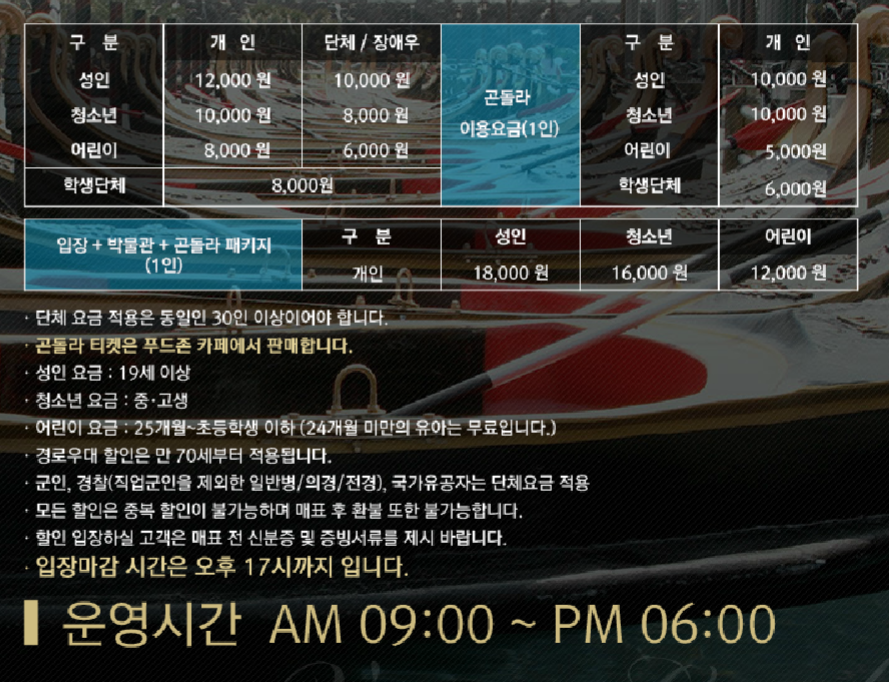 구 분 개 인 단체 / 장애우 곤돌라 이용요금(1인) 구 분 개 인
성인 12,000 원 10,000 원 성인 10,000 원
청소년 10,000 원 8,000 원 청소년 10,000 원
어린이 8,000 원 6,000 원 어린이 5,000원
학생단체 8,000원 학생단체 6,000 원
입장 + 박물관 + 곤돌라 패키지 구 분 성인 청소년 어린이
(1인) 개인 18,000 원 16,000 원 12,000 원
· 단체 요금 적용은 동일인 30인 이상이어야 합니다.
· 곤돌라 티켓은 푸드존 카페에서 판매합니다.
· 성인 요금 : 19세 이상
· 청소년 요금 : 중·고생
· 어린이 요금 : 25개월~초등학생 이하 (24개월 미만의 유아는 무료입니다.)
· 경로우대 할인은 만 70세부터 적용됩니다.
· 군인, 경찰(직업군인을 제외한 일반병/의경/전경), 국가유공자는 단체요금 적용
· 모든 할인은 중복 할인이 불가능하며 매표 후 환불 또한 불가능합니다.
· 할인 입장하실 고객은 매표 전 신분증 및 증빙서류를 제시 바랍니다.
· 입장마감 시간은 오후 17시까지 입니다.
운영시간 AM 09:00 ~ PM 06:00